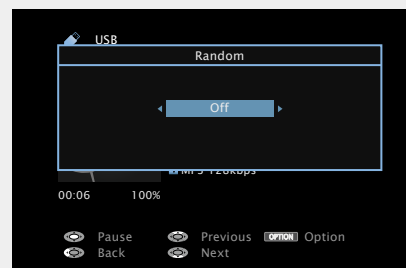 USB
Random
Off
MP3 128kbps
00:06 100%
Pause Previous OPTION Option
Back Next